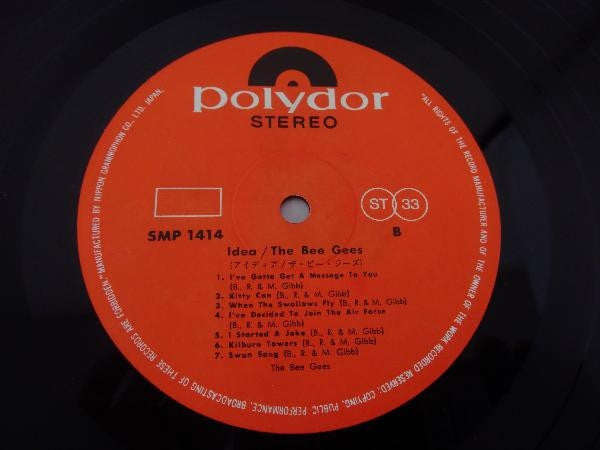 polydor
STEREO
ST 33
SMP 1414
B
Idea / The Bee Gees
(アイディア/ザ・ビー・ジーズ)
1. I've Gotta Get A Message To You
(B., R. & M. Gibb)
2. Kitty Can (B., R. & M. Gibb)
3. When The Swallows Fly (B., R. & M. Gibb)
4. I've Decided To Join The Air Force
(B., R. & M. Gibb)
5. I Started A Joke (B., R. & M. Gibb)
6. Kilburn Towers (B., R. & M. Gibb)
7. Swan Song (B., R. & M. Gibb)
The Bee Gees
"ALL RIGHTS OF THE RECORD MANUFACTURER AND OF THE OWNER OF THE WORK RECORDED RESERVED; COPYING, PUBLIC PERFORMANCE, BROADCASTING OF THESE RECORDS ARE FORBIDDEN" MANUFACTURED BY NIPPON GRAMMOPHON CO., LTD. JAPAN.